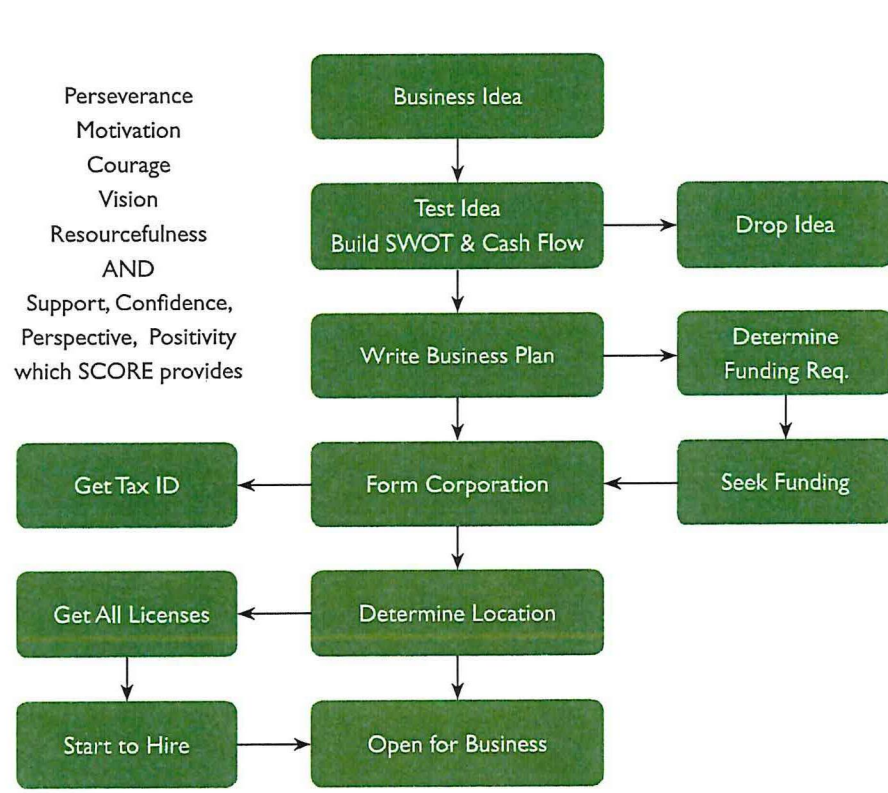 Perseverance
Motivation
Courage
Vision
Resourcefulness
AND
Support, Confidence,
Perspective, Positivity
which SCORE provides
Business Idea
Test Idea
Build SWOT & Cash Flow
Drop Idea
Write Business Plan
Determine
Funding Req.
Get Tax ID
Form Corporation
Seek Funding
Get All Licenses
Determine Location
Start to Hire
Open for Business